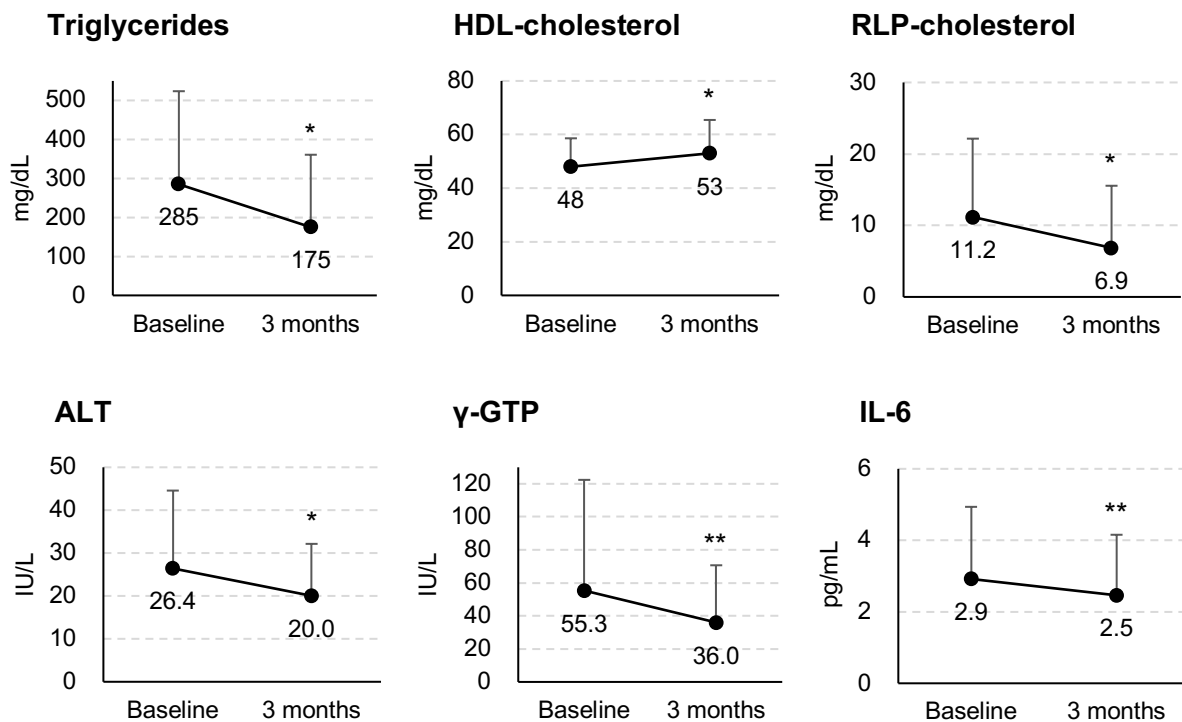 Triglycerides
500
400
300
200
100
0
mg/dL
*
285
175
Baseline 3 months
HDL-cholesterol
80
60
40
20
0
mg/dL
*
48
53
Baseline 3 months
RLP-cholesterol
30
20
10
0
mg/dL
*
11.2
6.9
Baseline 3 months
ALT
50
40
30
20
10
0
IU/L
*
26.4
20.0
Baseline 3 months
γ-GTP
120
100
80
60
40
20
0
IU/L
**
55.3
36.0
Baseline 3 months
IL-6
6
4
2
0
pg/mL
**
2.9
2.5
Baseline 3 months